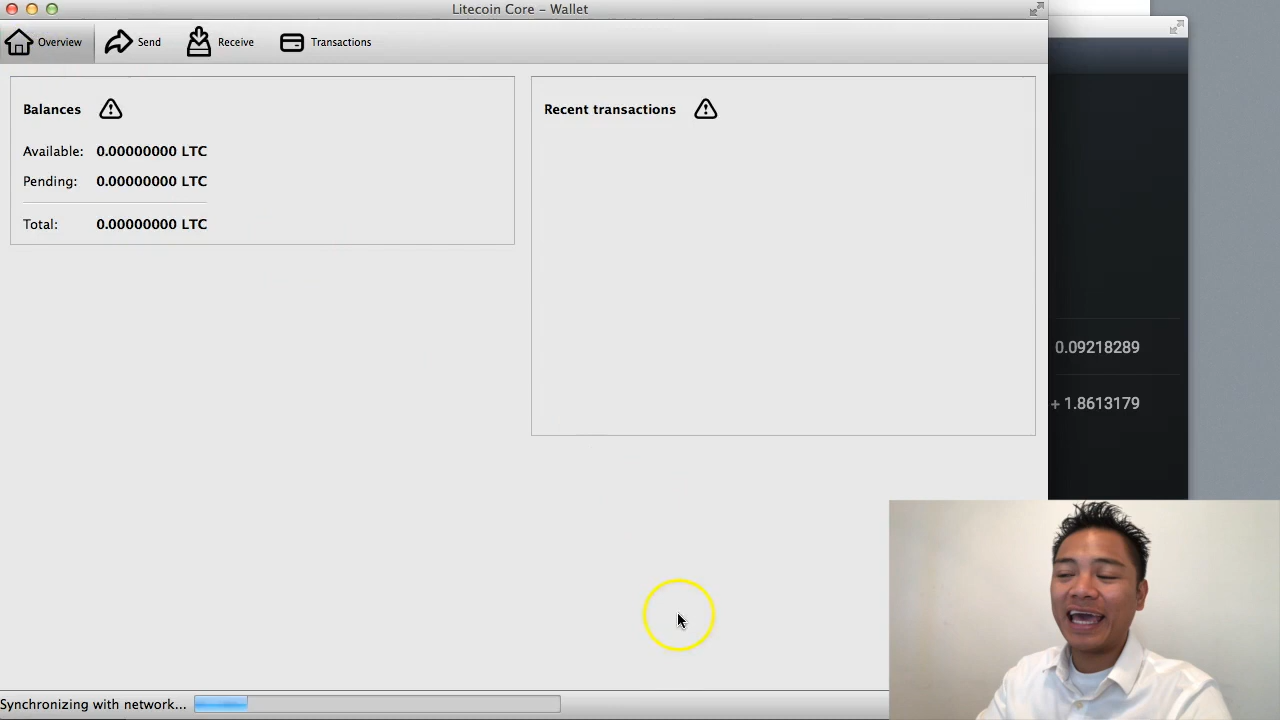 Litecoin Core - Wallet
Overview
Send
Receive
Transactions
Balances
Available: 0.00000000 LTC
Pending: 0.00000000 LTC
Total: 0.00000000 LTC
Recent transactions
0.09218289
+ 1.8613179
Synchronizing with network...